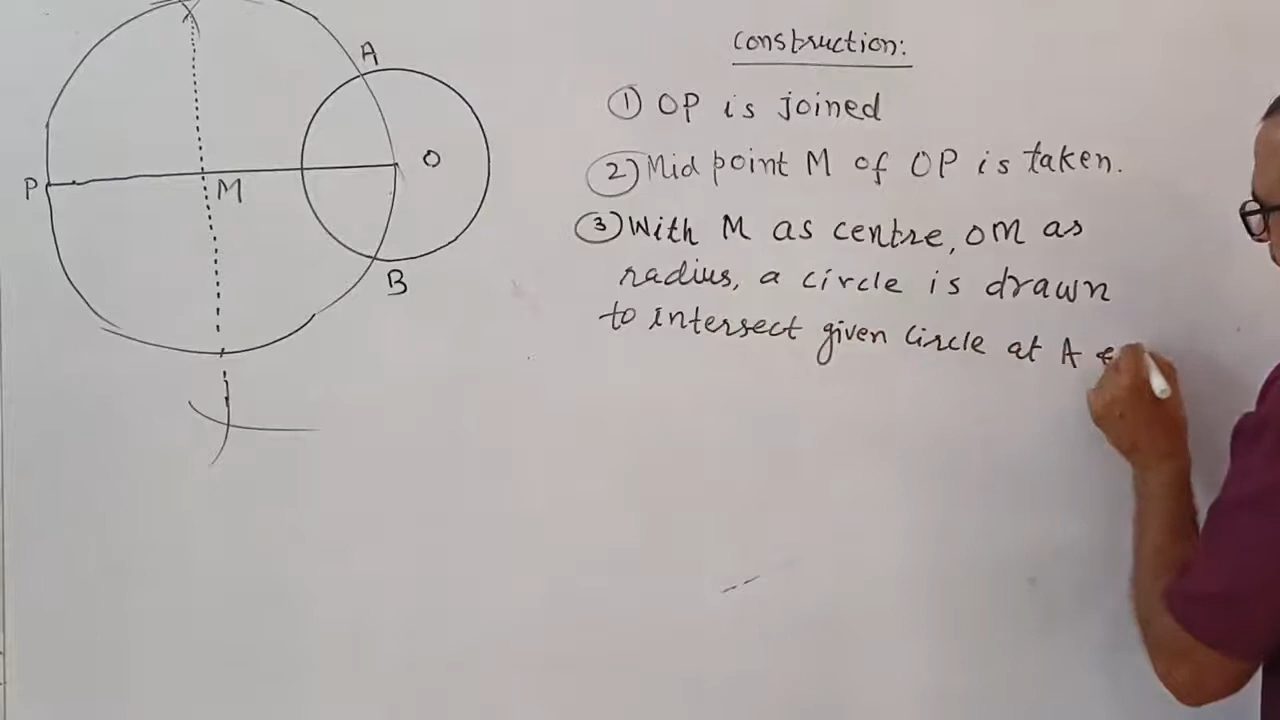 A
O
P
M
B
Construction:
① OP is joined
② Mid point M of OP is taken.
③ With M as centre, OM as
radius, a circle is drawn
to intersect given circle at A